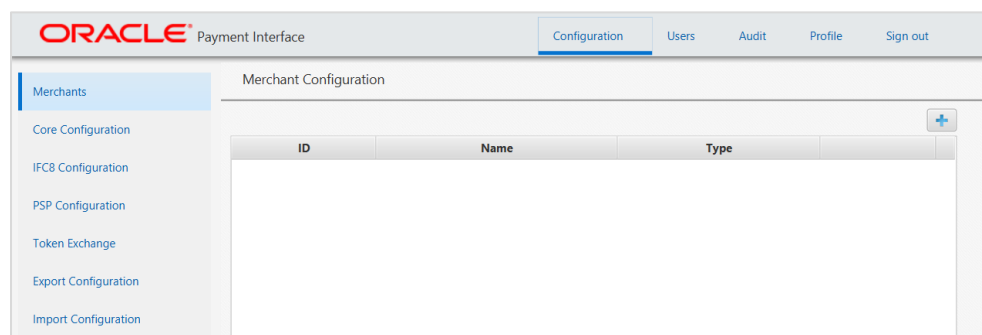 ORACLE Payment Interface Configuration Users Audit Profile Sign out
Merchant Configuration
Merchants
Core Configuration
ID Name Type
IFC8 Configuration
PSP Configuration
Token Exchange
Export Configuration
Import Configuration